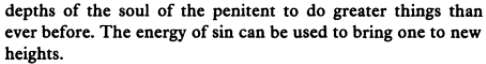 depths of the soul of the penitent to do greater things than
ever before. The energy of sin can be used to bring one to new
heights.